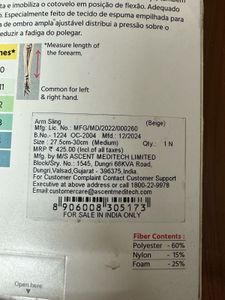 ta e imobiliza o cotovelo em posição de flexão. Adequado
Especialmente feito de tecido de espuma empilhada para
de ombro ampla ajustável distribui a pressão sobre o
reduzir a fadiga do polegar.
nes*
*Measure length of
the forearm.
Common for left
& right hand.
Arm Sling (Beige)
Mfg: Lic. No. MFG/MD/2022/000260
B.No.- 1224 OC-2004 Mfd.: 12/2024
Size : 27.5cm-30cm (Medium) Qty.: 1 N
MRP ₹ 425.00 (Incl of all taxes)
Mfg by: M/S ASCENT MEDITECH LIMITED
Block/Sry. No.: 1545, Dungri 66KVA Road,
Dungri,Valsad,Gujarat - 396375,India.
For Customer Complaint Contact Customer Support
Executive at above address or call 1800-22-9978
Email customercare@ascentmeditech.com
8 906008 305173
FOR SALE IN INDIA ONLY
Fiber Contents :
Polyester - 60%
Nylon - 15%
Foam - 25%
Open here